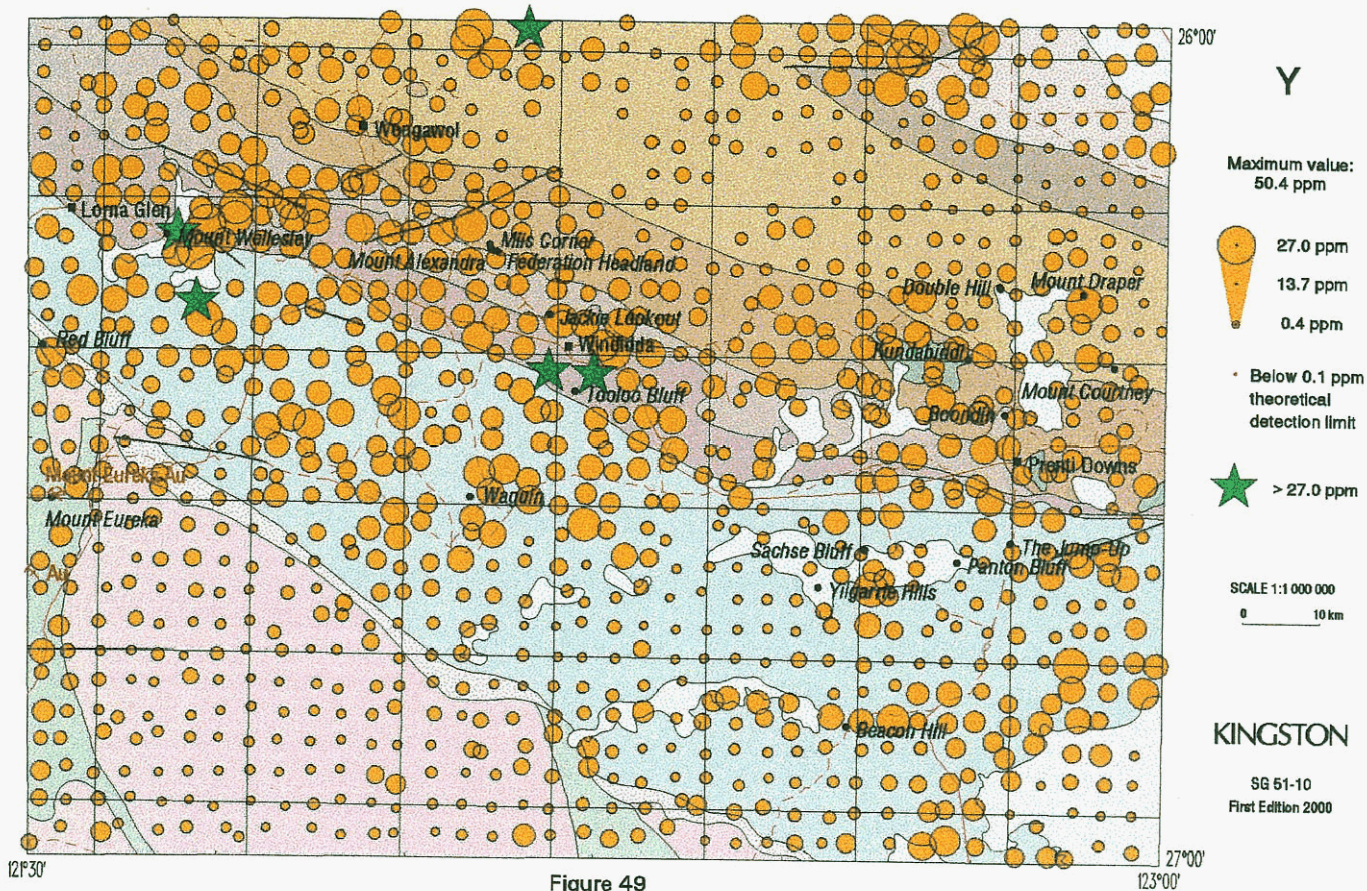 26°00'
Y
Maximum value:
50.4 ppm
27.0 ppm
13.7 ppm
0.4 ppm
Below 0.1 ppm
theoretical
detection limit
> 27.0 ppm
SCALE 1:1 000 000
0 10 km
KINGSTON
SG 51-10
First Edition 2000
Wongawol
Lorna Glen
Mount Wellesley
Mils Corner
Mount Alexandra
Federation Headland
Double Hill
Mount Draper
Jackie Lookout
Red Bluff
Windidda
Kundabindi
Tooloo Bluff
Mount Courtney
Boondin
Prenti Downs
Mount Eureka Au
Waguin
Mount Eureka
Sachse Bluff
The Jump-Up
Panton Bluff
Au
Yilgarne Hills
Beacon Hill
121°30'
27°00'
123°00'
Figure 49